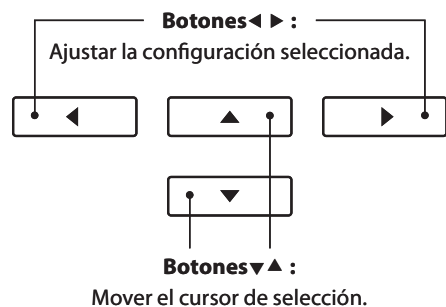 Botones◀ ▶ :
Ajustar la configuración seleccionada.
◀ ▲ ▶
▼
Botones▼▲ :
Mover el cursor de selección.